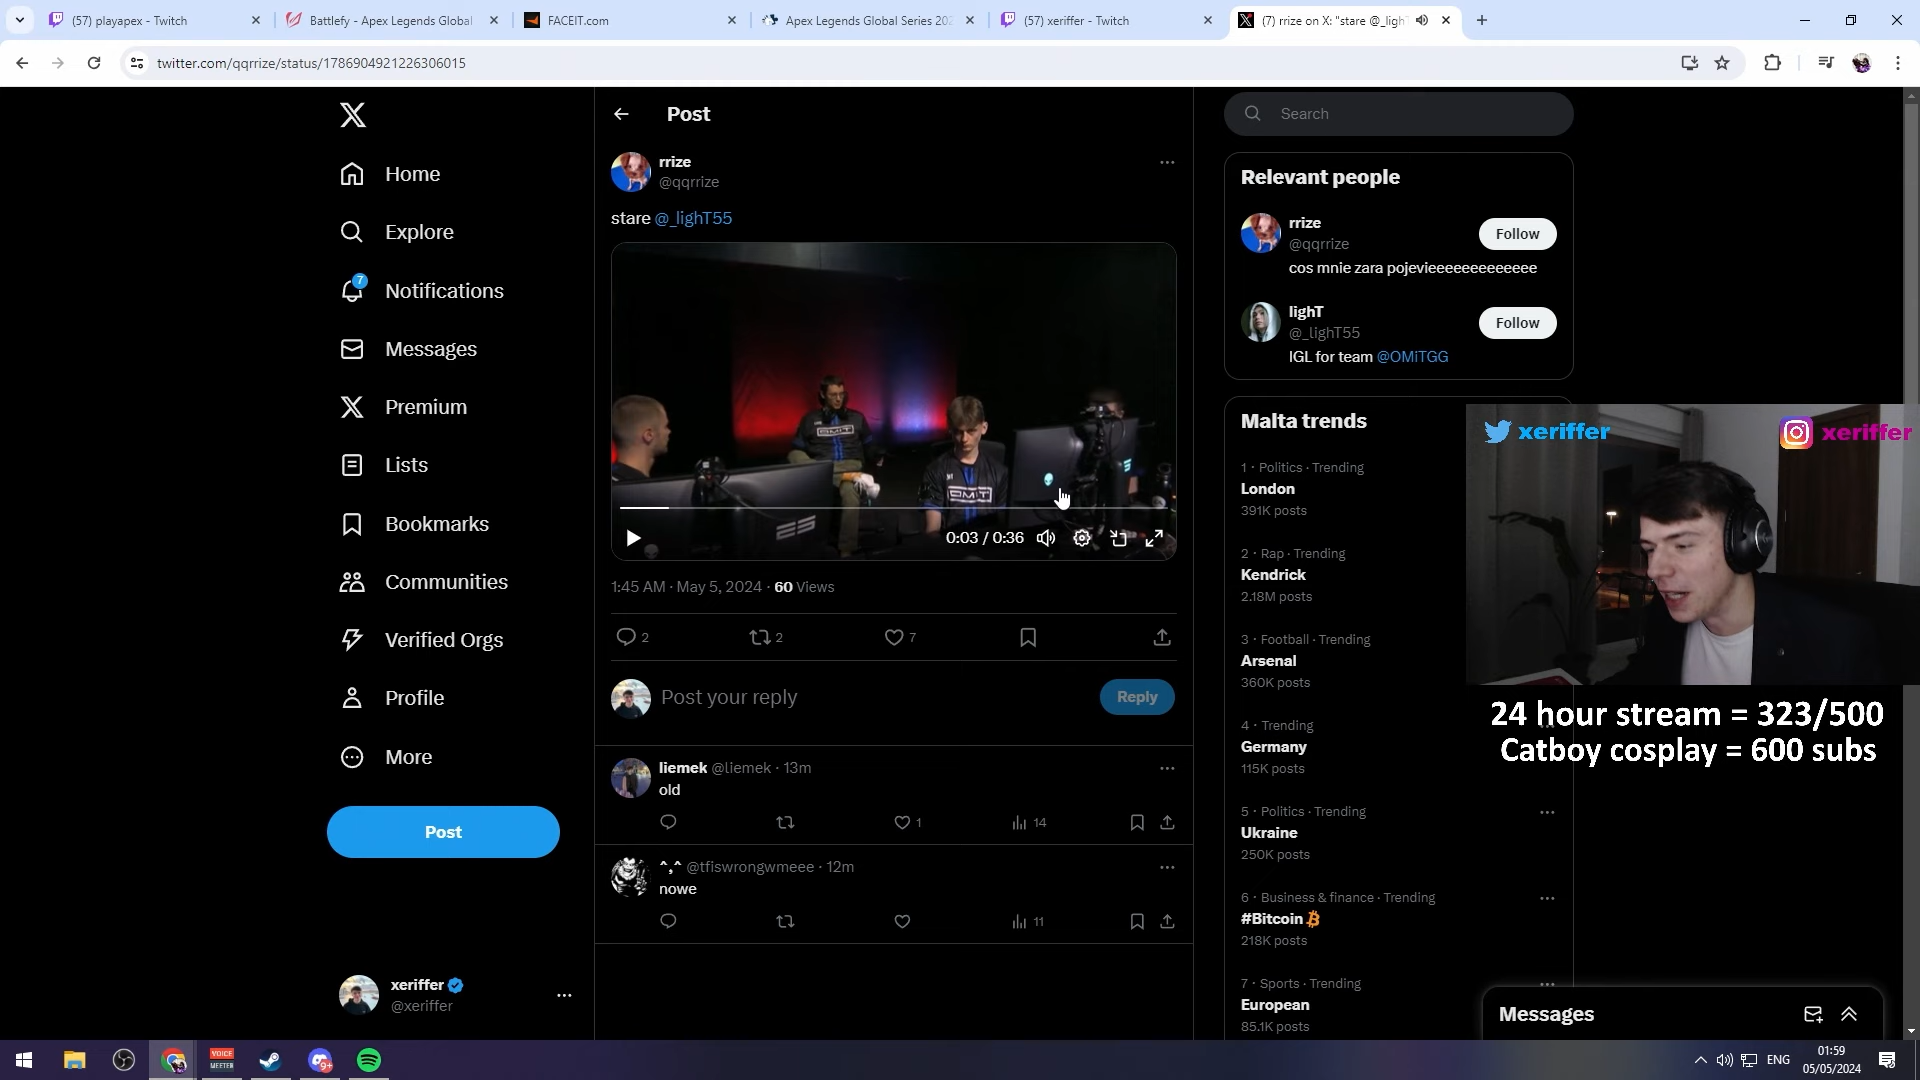 (57) playapex - Twitch
Battlefy - Apex Legends Global
FACEIT.com
Apex Legends Global Series 202
(57) xeriffer - Twitch
(7) rrize on X: "stare @_ligh
twitter.com/qqrrize/status/1786904921226306015
Home
Explore
7
Notifications
Messages
Premium
Lists
Bookmarks
Communities
Verified Orgs
Profile
More
Post
xeriffer
@xeriffer
Post
rrize
@qqrrize
stare @_lighT55
OMiT
OMiT
0:03 / 0:36
1:45 AM · May 5, 2024 · 60 Views
2
2
7
Post your reply
Reply
liemek @liemek · 13m
old
1
14
^;^ @tfiswrongwmeee · 12m
nowe
11
Search
Relevant people
rrize
@qqrrize
Follow
cos mnie zara pojevieeeeeeeeeeeee
lighT
@_lighT55
Follow
IGL for team @OMiTGG
Malta trends
1 · Politics · Trending
London
391K posts
2 · Rap · Trending
Kendrick
2.18M posts
3 · Football · Trending
Arsenal
360K posts
4 · Trending
Germany
115K posts
5 · Politics · Trending
Ukraine
250K posts
6 · Business & finance · Trending
#Bitcoin
218K posts
7 · Sports · Trending
European
85.1K posts
xeriffer
xeriffer
24 hour stream = 323/500
Catboy cosplay = 600 subs
Messages
VOICE
MEETER
9+
ENG
01:59
05/05/2024